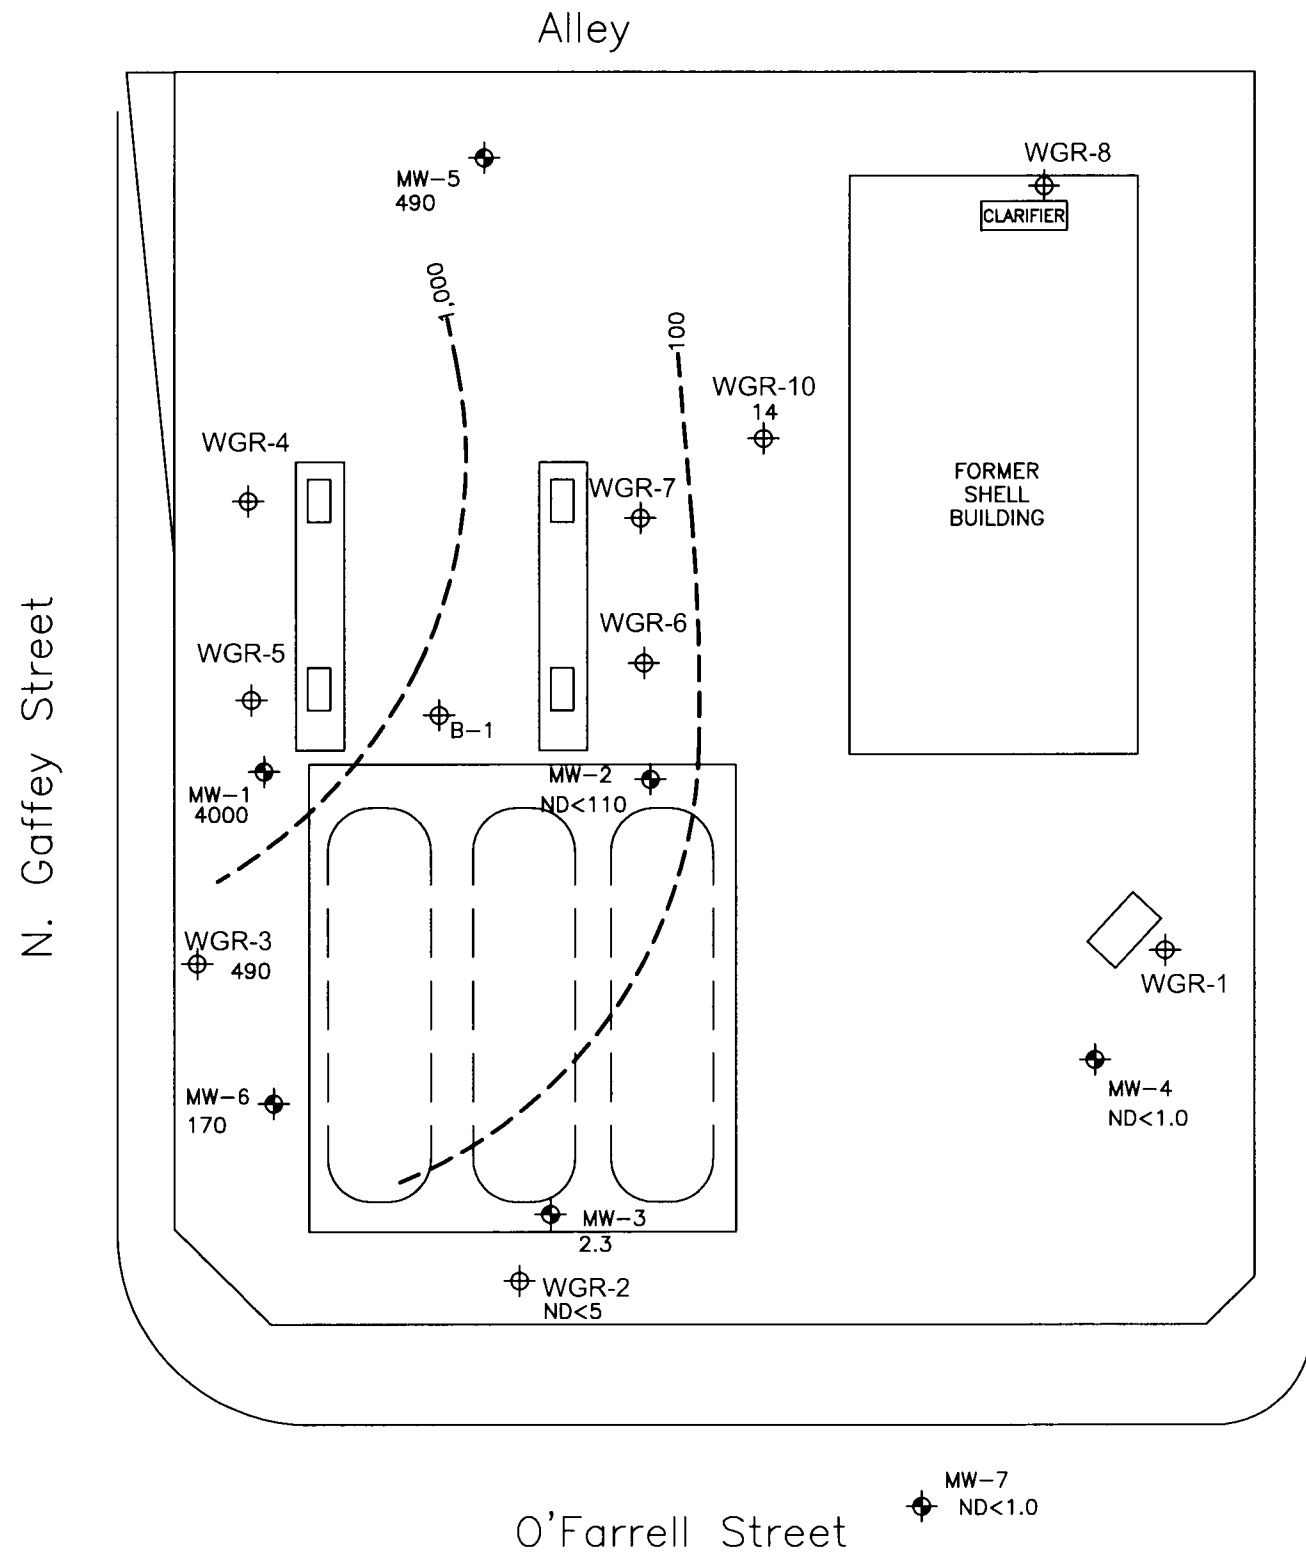 Alley
WGR-8
CLARIFIER
MW-5
490
1,000
100
WGR-10
14
WGR-4
WGR-7
FORMER
SHELL
BUILDING
WGR-6
WGR-5
B-1
MW-2
ND<110
MW-1
4000
N. Gaffey Street
WGR-3
490
WGR-1
MW-4
ND<1.0
MW-6
170
MW-3
2.3
WGR-2
ND<5
MW-7
ND<1.0
O'Farrell Street